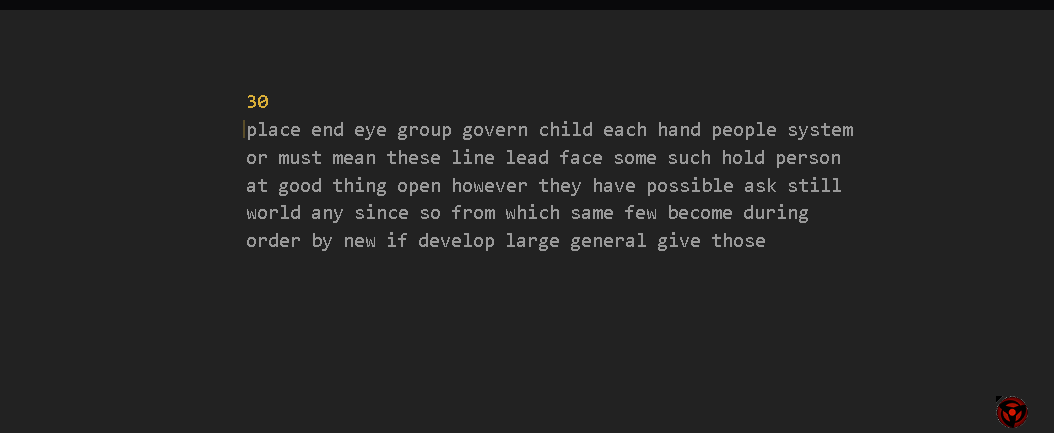 30
place end eye group govern child each hand people system
or must mean these line lead face some such hold person
at good thing open however they have possible ask still
world any since so from which same few become during
order by new if develop large general give those